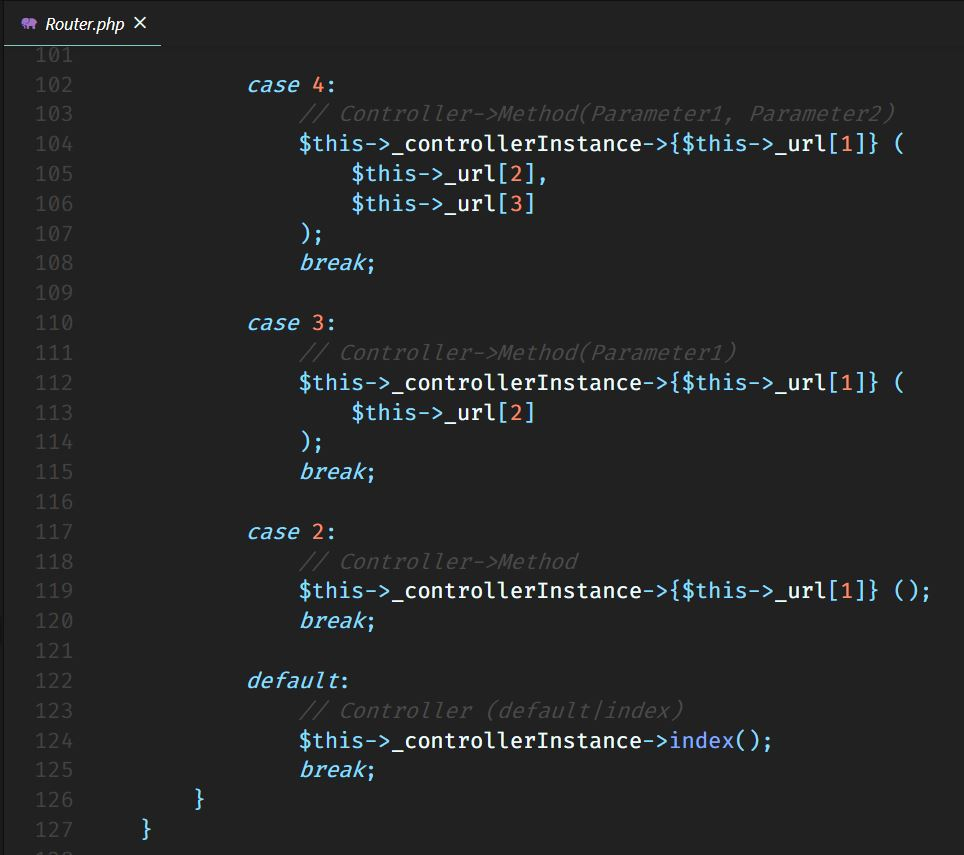 Router.php ×
101
102 case 4:
103 // Controller->Method(Parameter1, Parameter2)
104 $this->_controllerInstance->{$this->_url[1]} (
105 $this->_url[2],
106 $this->_url[3]
107 );
108 break;
109
110 case 3:
111 // Controller->Method(Parameter1)
112 $this->_controllerInstance->{$this->_url[1]} (
113 $this->_url[2]
114 );
115 break;
116
117 case 2:
118 // Controller->Method
119 $this->_controllerInstance->{$this->_url[1]} ();
120 break;
121
122 default:
123 // Controller (default|index)
124 $this->_controllerInstance->index();
125 break;
126 }
127 }